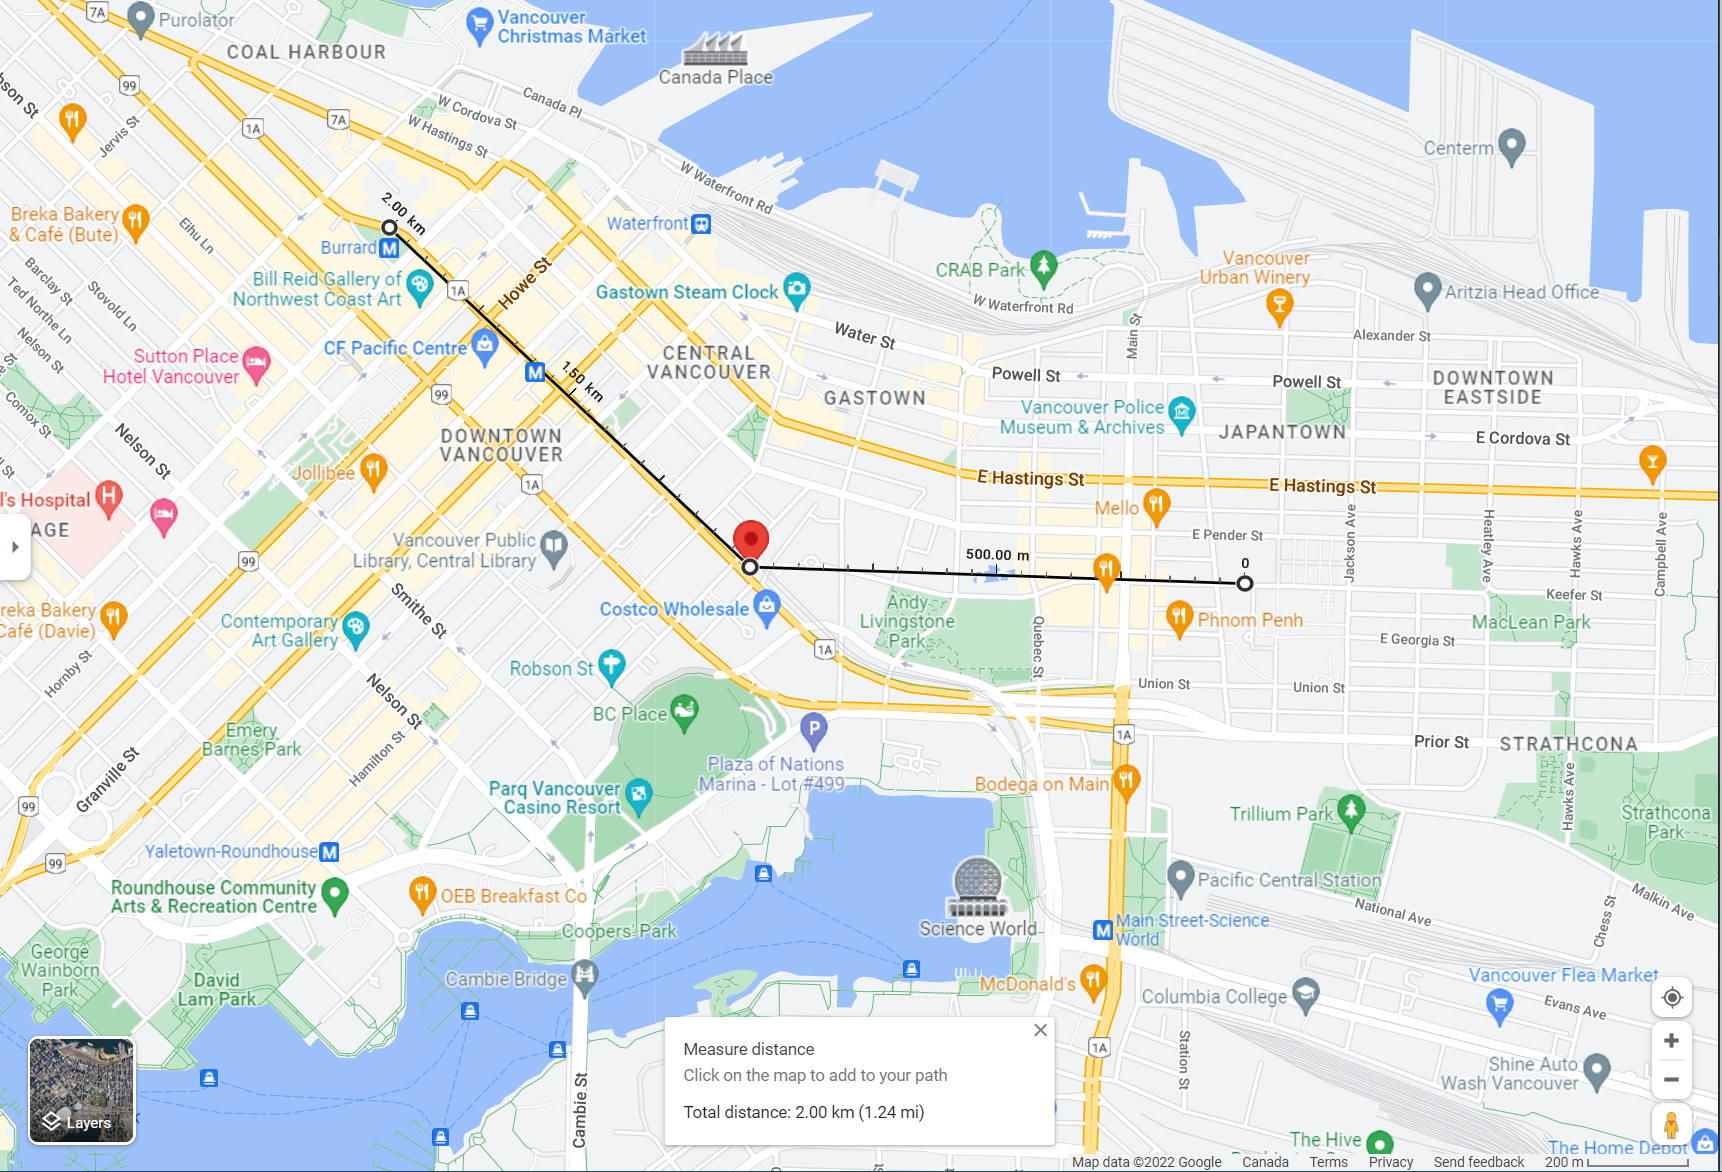 7A
Purolator
COAL HARBOUR
Vancouver
Christmas Market
Canada Place
99
1A
7A
W Cordova St
Canada Pl
W Hastings St
Jervis St
W Waterfront Rd
Centerm
2.00 km
Breka Bakery
& Café (Bute)
Eihu Ln
Burrard
M
Waterfront
Bill Reid Gallery of
Northwest Coast Art
1A
Howe St
Gastown Steam Clock
CRAB Park
W Waterfront Rd
Vancouver
Urban Winery
Aritzia Head Office
Barclay St
Ted Northe Ln
Stovold Ln
Nelson St
Water St
Main St
Alexander St
Sutton Place
Hotel Vancouver
CF Pacific Centre
M
1.50 km
CENTRAL
VANCOUVER
GASTOWN
Powell St
Powell St
DOWNTOWN
EASTSIDE
99
Comox St
Nelson St
DOWNTOWN
VANCOUVER
Vancouver Police
Museum & Archives
JAPANTOWN
E Cordova St
Jollibee
1A
E Hastings St
E Hastings St
l's Hospital
AGE
Mello
E Pender St
Jackson Ave
Heatley Ave
Hawks Ave
Campbell Ave
Vancouver Public
Library, Central Library
99
500.00 m
0
Smithe St
reka Bakery
Café (Davie)
Contemporary
Art Gallery
Costco Wholesale
Andy
Livingstone
Park
Quebec St
Phnom Penh
Keefer St
MacLean Park
E Georgia St
Hornby St
Robson St
1A
Nelson St
Union St
Union St
BC Place
P
Emery
Barnes Park
Hamilton St
Granville St
Plaza of Nations
Marina - Lot #499
1A
Prior St
STRATHCONA
Bodega on Main
Parq Vancouver
Casino Resort
99
Trillium Park
Hawks Ave
Strathcona
Park
Yaletown-Roundhouse
M
99
Roundhouse Community
Arts & Recreation Centre
OEB Breakfast Co
Science World
Pacific Central Station
National Ave
Malkin Ave
Chess St
Coopers' Park
M
Main Street-Science
World
George
Wainborn
Park
David
Lam Park
Cambie Bridge
McDonald's
Columbia College
Vancouver Flea Market
Evans Ave
1A
Station St
Shine Auto
Wash Vancouver
Cambie St
Layers
Measure distance
Click on the map to add to your path
Total distance: 2.00 km (1.24 mi)
The Hive
The Home Depot
Map data ©2022 Google Canada Terms Privacy Send feedback 200 m